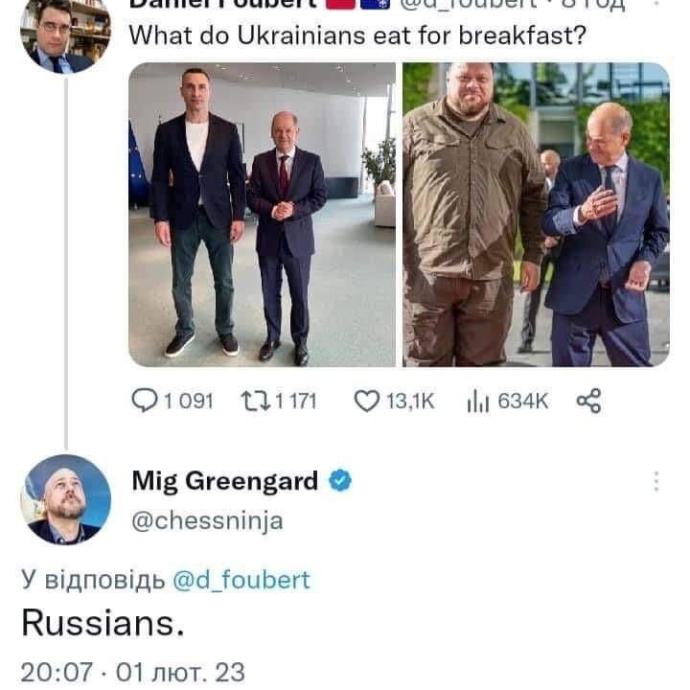 Daniel Foubert @d_foubert · 8 год
What do Ukrainians eat for breakfast?
1 091 1 171 13,1K 634K
Mig Greengard
@chessninja
У відповідь @d_foubert
Russians.
20:07 · 01 лют. 23